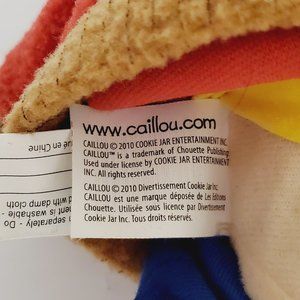 www.caillou.com
CAILLOU © 2010 COOKIE JAR ENTERTAINMENT INC.
CAILLOU™ is a trademark of Chouette Publishing
Used under license by COOKIE JAR ENTERTAINMENT
INC. All rights reserved.
CAILLOU © 2010 Divertissement Cookie Jar Inc.
CAILLOU est une marque déposée de Les Editions
Chouette. Utilisée sous licence par Divertissement
Cookie Jar Inc. Tous droits réservés.
ué en Chine
n separately - Do
ent is washable -
d with damp cloth